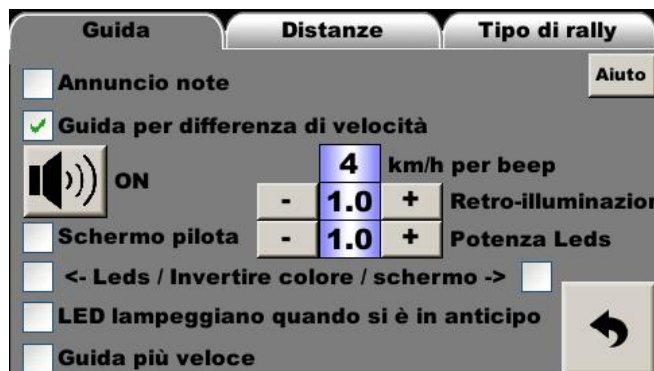 Guida Distanze Tipo di rally
Annuncio note Aiuto
Guida per differenza di velocità
ON 4 km/h per beep
- 1.0 + Retro-illuminazion
Schermo pilota - 1.0 + Potenza Leds
<- Leds / Invertire colore / schermo ->
LED lampeggiano quando si è in anticipo
Guida più veloce